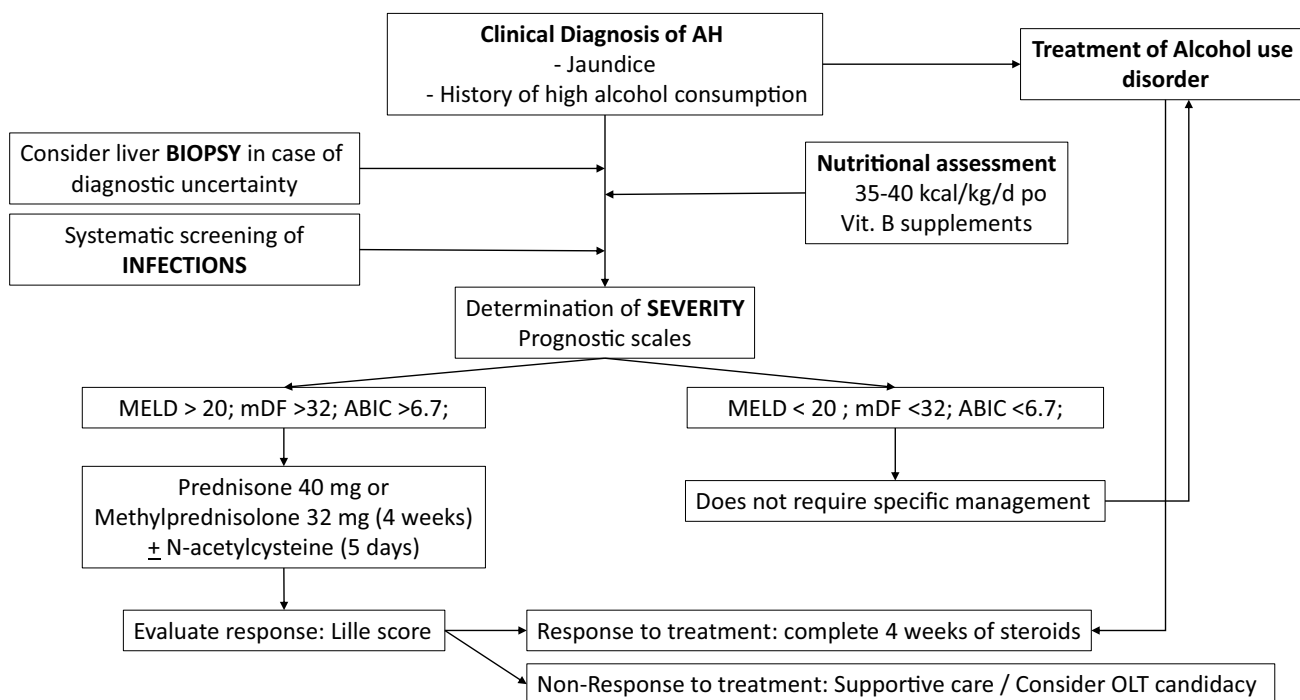 Clinical Diagnosis of AH
- Jaundice
- History of high alcohol consumption
Treatment of Alcohol use
disorder
Consider liver BIOPSY in case of
diagnostic uncertainty
Nutritional assessment
35-40 kcal/kg/d po
Vit. B supplements
Systematic screening of
INFECTIONS
Determination of SEVERITY
Prognostic scales
MELD > 20; mDF >32; ABIC >6.7;
MELD < 20 ; mDF <32; ABIC <6.7;
Prednisone 40 mg or
Methylprednisolone 32 mg (4 weeks)
+ N-acetylcysteine (5 days)
Does not require specific management
Evaluate response: Lille score
Response to treatment: complete 4 weeks of steroids
Non-Response to treatment: Supportive care / Consider OLT candidacy